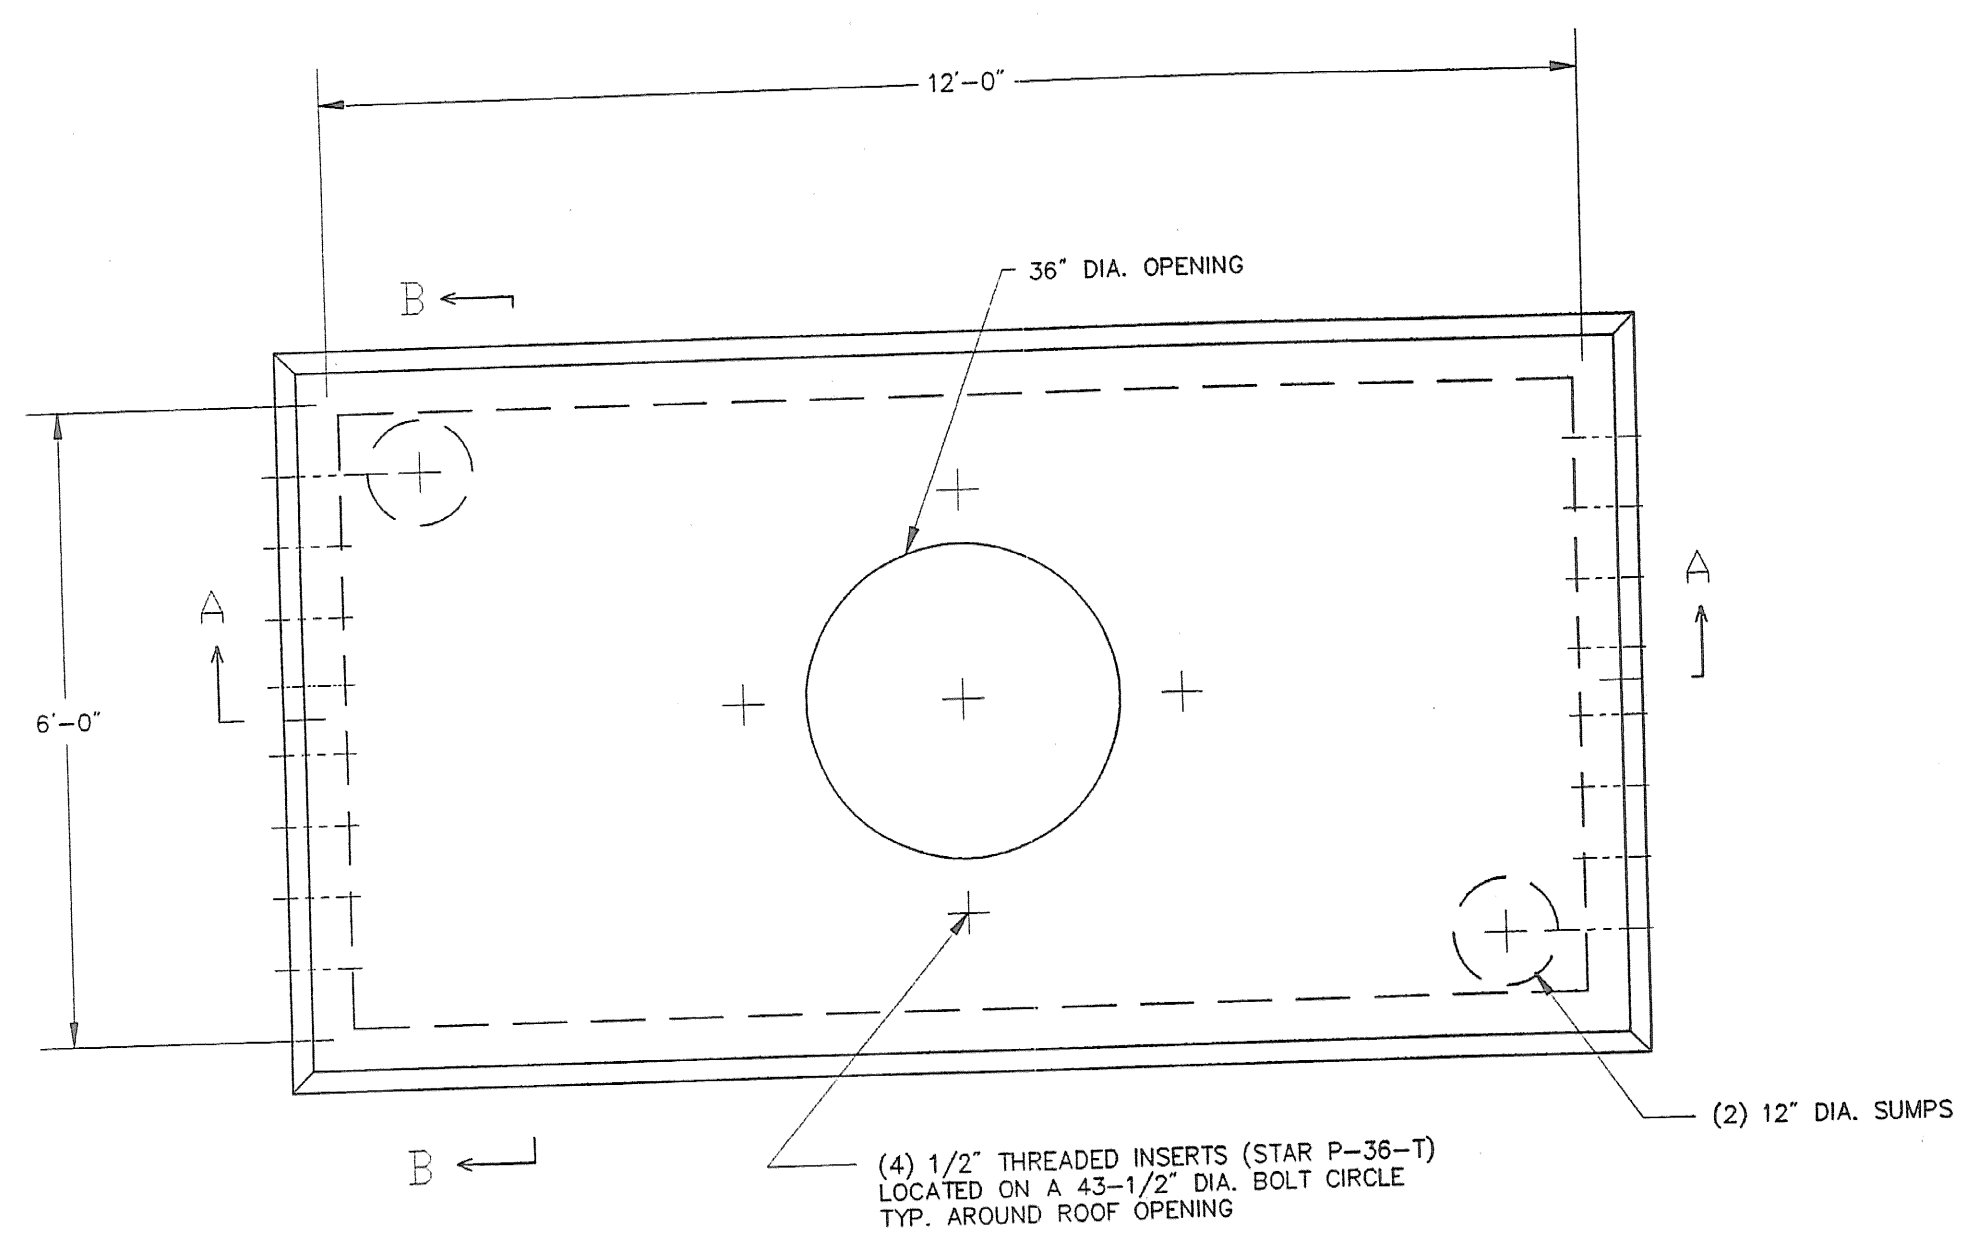 12'-0"
36" DIA. OPENING
B
A
A
6'-0"
(2) 12" DIA. SUMPS
B
(4) 1/2" THREADED INSERTS (STAR P-36-T)
LOCATED ON A 43-1/2" DIA. BOLT CIRCLE
TYP. AROUND ROOF OPENING